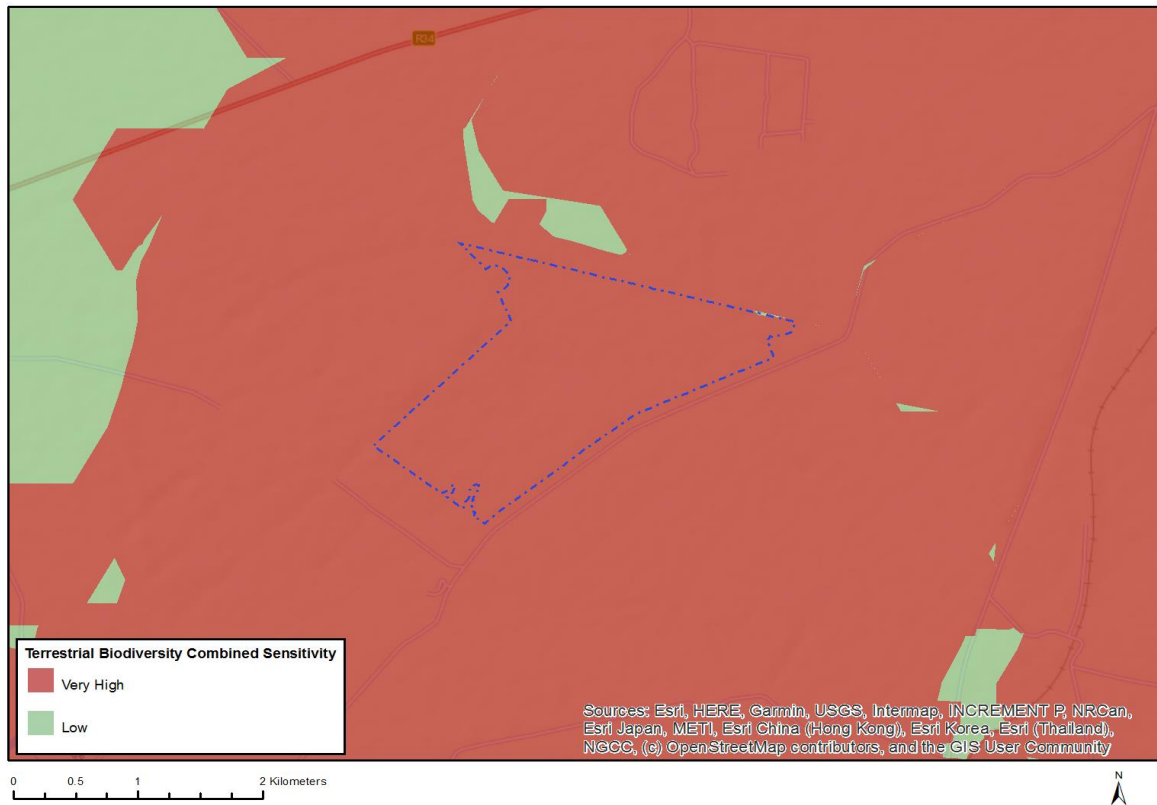 R34
Terrestrial Biodiversity Combined Sensitivity
Very High
Low
Sources: Esri, HERE, Garmin, USGS, Intermap, INCREMENT P, NRCan,
Esri Japan, METI, Esri China (Hong Kong), Esri Korea, Esri (Thailand),
NGCC, (c) OpenStreetMap contributors, and the GIS User Community
0 0.5 1 2 Kilometers
N